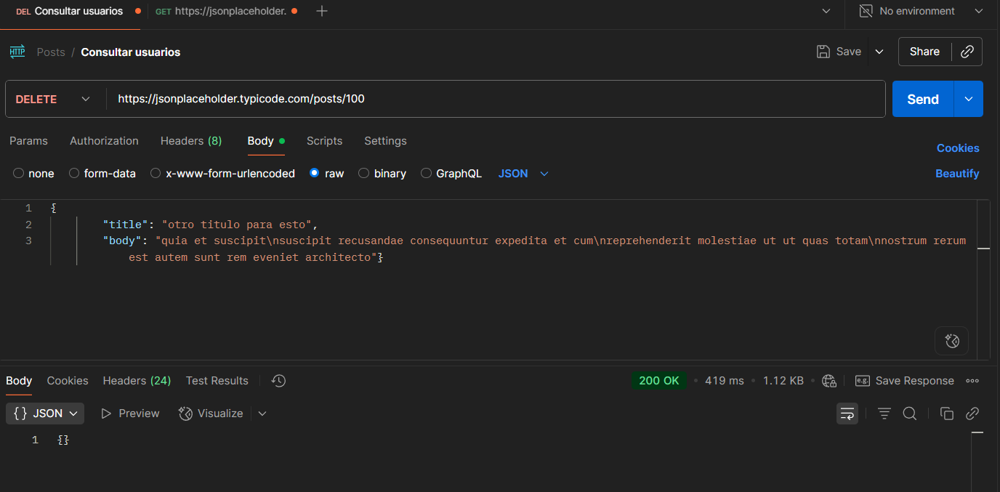 DEL Consultar usuarios GET https://jsonplaceholder. No environment
HTTP Posts / Consultar usuarios Save Share
DELETE https://jsonplaceholder.typicode.com/posts/100 Send
Params Authorization Headers (8) Body Scripts Settings Cookies
none form-data x-www-form-urlencoded raw binary GraphQL JSON Beautify
1 {
2 "title": "otro titulo para esto",
3 "body": "quia et suscipit\nsuscipit recusandae consequuntur expedita et cum\nreprehenderit molestiae ut ut quas totam\nnostrum rerum
est autem sunt rem eveniet architecto"}
Body Cookies Headers (24) Test Results 200 OK • 419 ms • 1.12 KB • e.g. Save Response
{} JSON Preview Visualize
1 {}